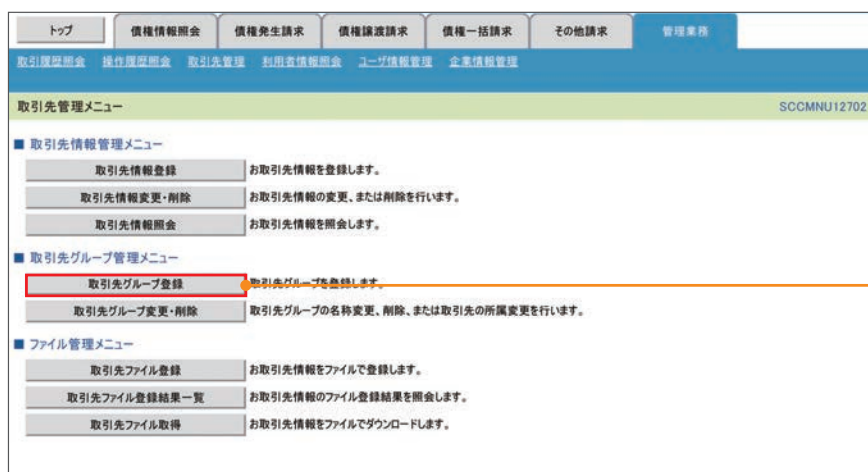 トップ 債権情報照会 債権発生請求 債権譲渡請求 債権一括請求 その他請求 管理業務
取引履歴照会 操作履歴照会 取引先管理 利用者情報照会 ユーザ情報管理 企業情報管理
取引先管理メニュー SCCMNU12702
■ 取引先情報管理メニュー
取引先情報登録 お取引先情報を登録します。
取引先情報変更・削除 お取引先情報の変更、または削除を行います。
取引先情報照会 お取引先情報を照会します。
■ 取引先グループ管理メニュー
取引先グループ登録 取引先グループを登録します。
取引先グループ変更・削除 取引先グループの名称変更、削除、または取引先の所属変更を行います。
■ ファイル管理メニュー
取引先ファイル登録 お取引先情報をファイルで登録します。
取引先ファイル登録結果一覧 お取引先情報のファイル登録結果を照会します。
取引先ファイル取得 お取引先情報をファイルでダウンロードします。